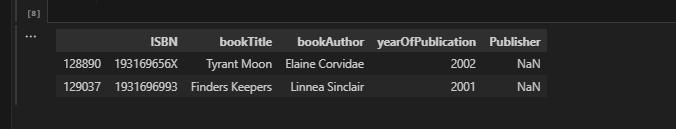 [8]
...
ISBN bookTitle bookAuthor yearOfPublication Publisher
128890 193169656X Tyrant Moon Elaine Corvidae 2002 NaN
129037 1931696993 Finders Keepers Linnea Sinclair 2001 NaN